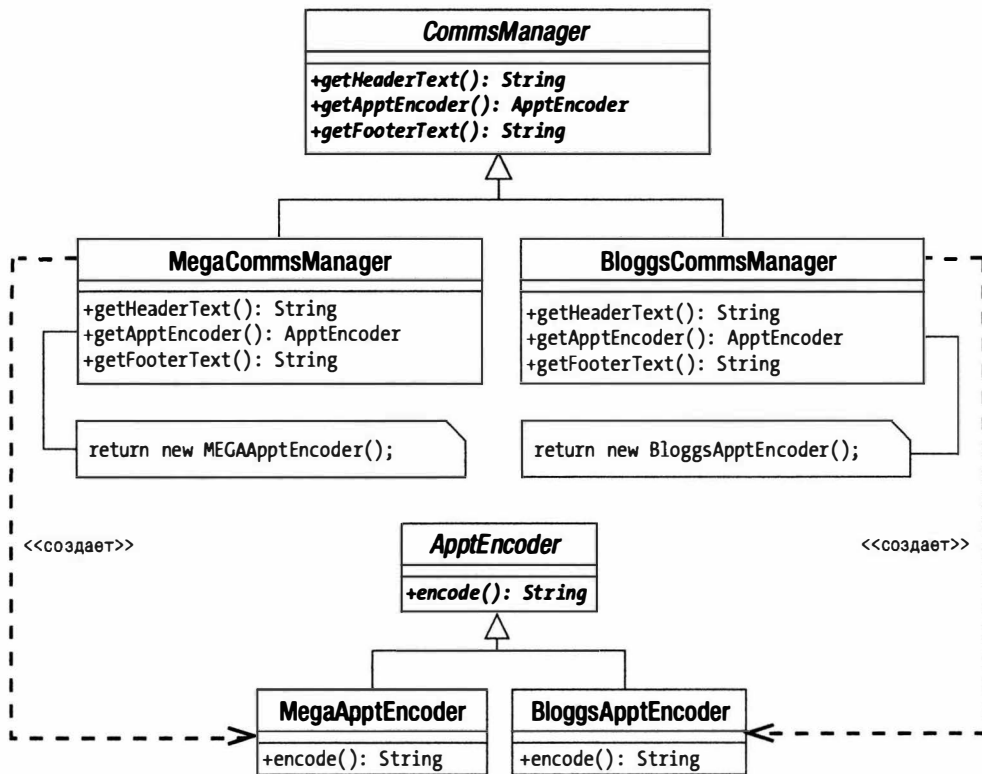 CommsManager
+getHeaderText(): String
+getApptEncoder(): ApptEncoder
+getFooterText(): String
MegaCommsManager
+getHeaderText(): String
+getApptEncoder(): ApptEncoder
+getFooterText(): String
BloggsCommsManager
+getHeaderText(): String
+getApptEncoder(): ApptEncoder
+getFooterText(): String
return new MEGAApptEncoder();
return new BloggsApptEncoder();
<<создает>>
<<создает>>
ApptEncoder
+encode(): String
MegaApptEncoder
+encode(): String
BloggsApptEncoder
+encode(): String